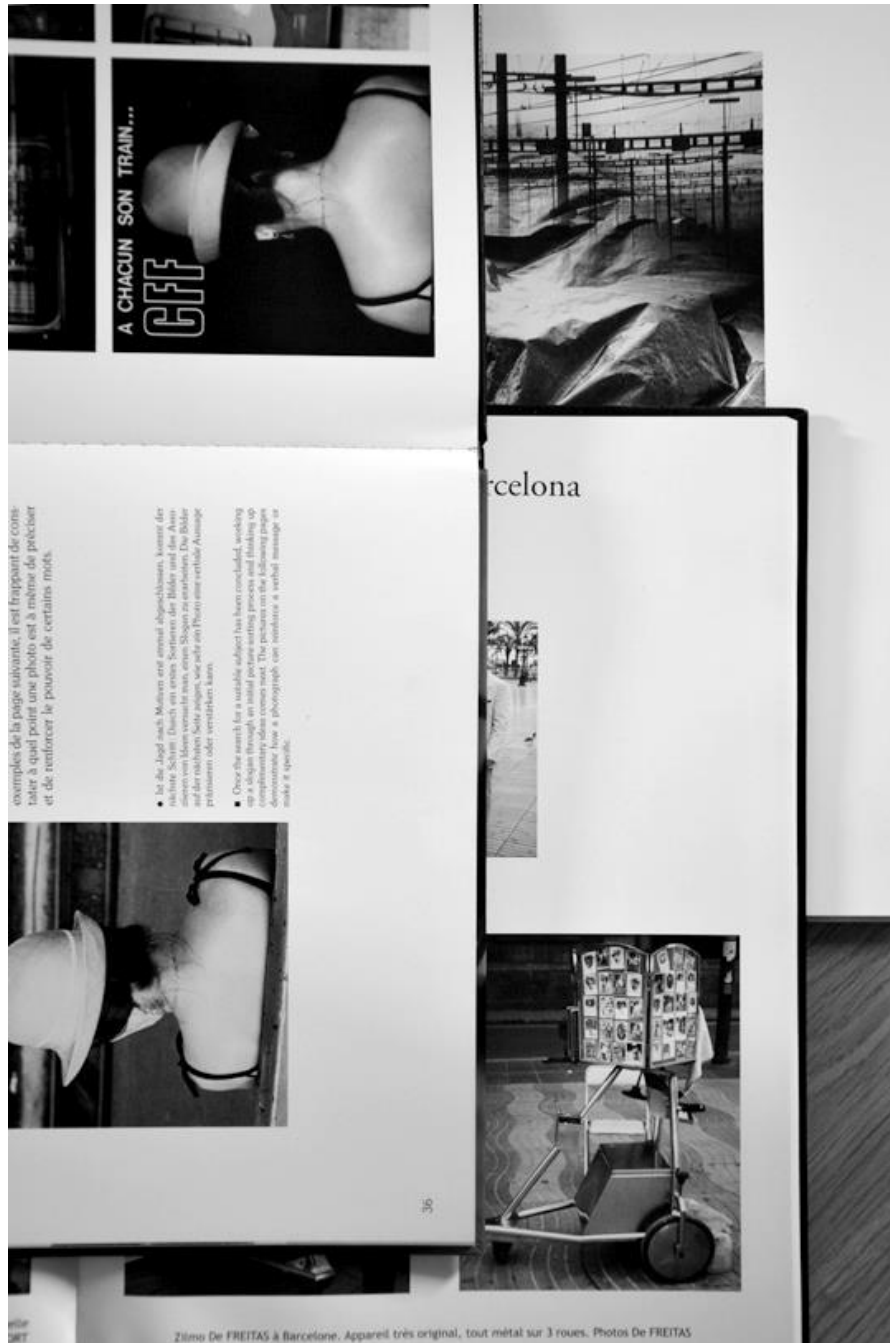 A CHACUN SON TRAIN...
CFF
rcelona
exemples de la page suivante, il est frappant de cons-
tater à quel point une photo est à même de préciser
et de renforcer le pouvoir de certains mots.
● Ist die Jagd nach Motiven erst einmal abgeschlossen, kommt der
nächste Schritt: Durch ein erstes Sortieren der Bilder und das Asso-
ziieren von Ideen versucht man, einen Slogan zu erarbeiten. Die Bilder
auf der nächsten Seite zeigen, wie sehr ein Photo eine verbale Aussage
präzisieren oder verstärken kann.
■ Once the search for a suitable subject has been concluded, working
up a slogan through an initial picture sorting process and thinking up
complimentary ideas comes next. The pictures on the following pages
demonstrate how a photograph can reinforce a verbal message or
make it specific.
36
elle
ORT
Zilmo De FREITAS à Barcelone. Appareil très original, tout métal sur 3 roues. Photos De FREITAS